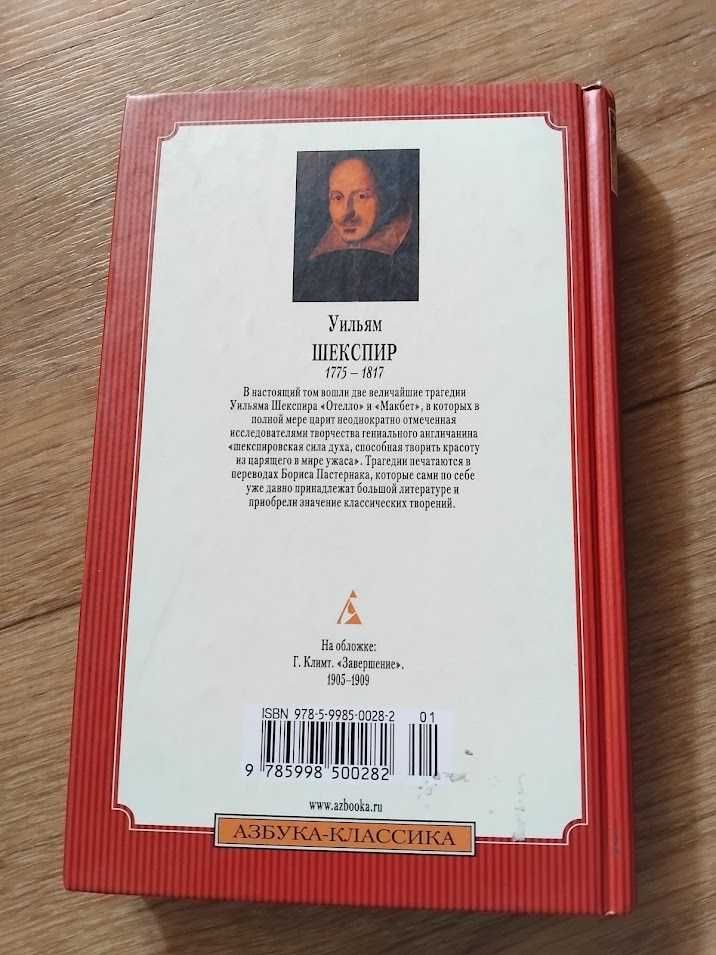 Уильям
ШЕКСПИР
1775 – 1817
В настоящий том вошли две величайшие трагедии
Уильяма Шекспира «Отелло» и «Макбет», в которых в
полной мере царит неоднократно отмеченная
исследователями творчества гениального англичанина
«шекспировская сила духа, способная творить красоту
из царящего в мире ужаса». Трагедии печатаются в
переводах Бориса Пастернака, которые сами по себе
уже давно принадлежат большой литературе и
приобрели значение классических творений.
На обложке:
Г. Климт. «Завершение».
1905–1909
ISBN 978-5-9985-0028-2
01
9 785998 500282
www.azbooka.ru
АЗБУКА-КЛАССИКА